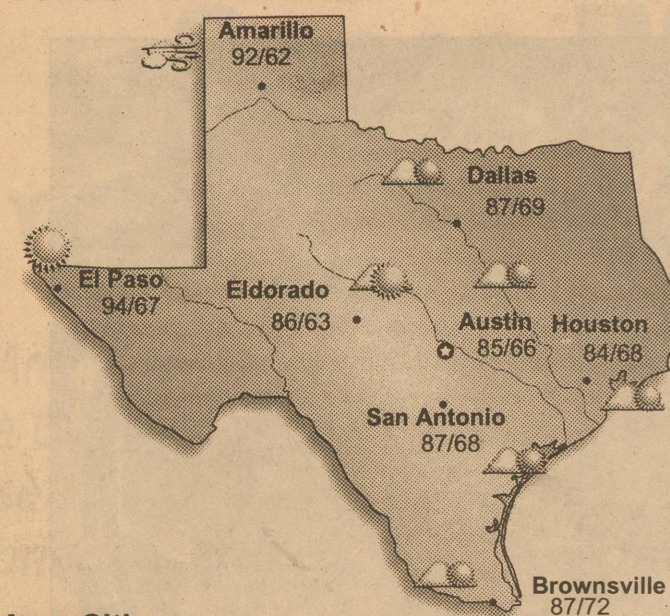 Amarillo
92/62
Dallas
87/69
El Paso
94/67
Eldorado
86/63
Austin
85/66
Houston
84/68
San Antonio
87/68
Brownsville
87/72